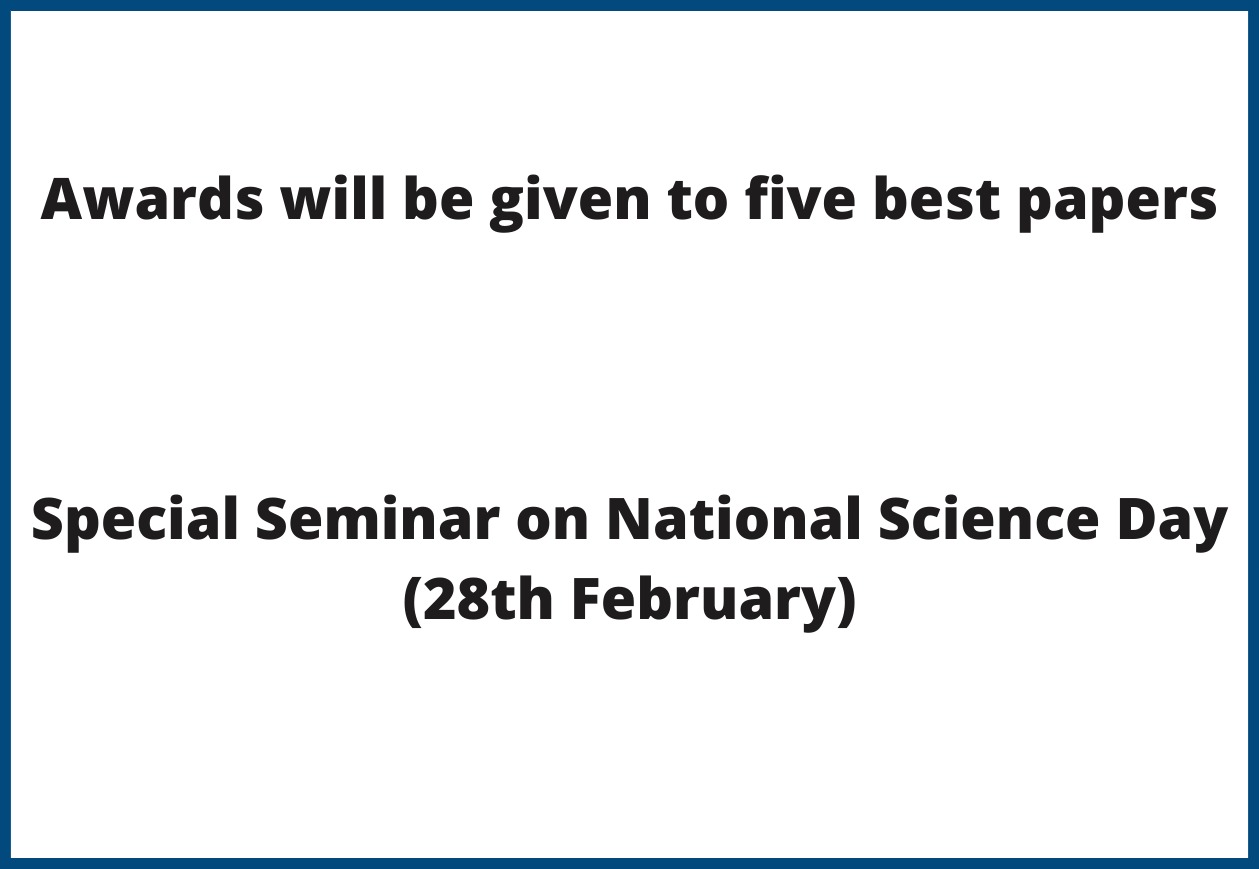 Awards will be given to five best papers
Special Seminar on National Science Day
(28th February)